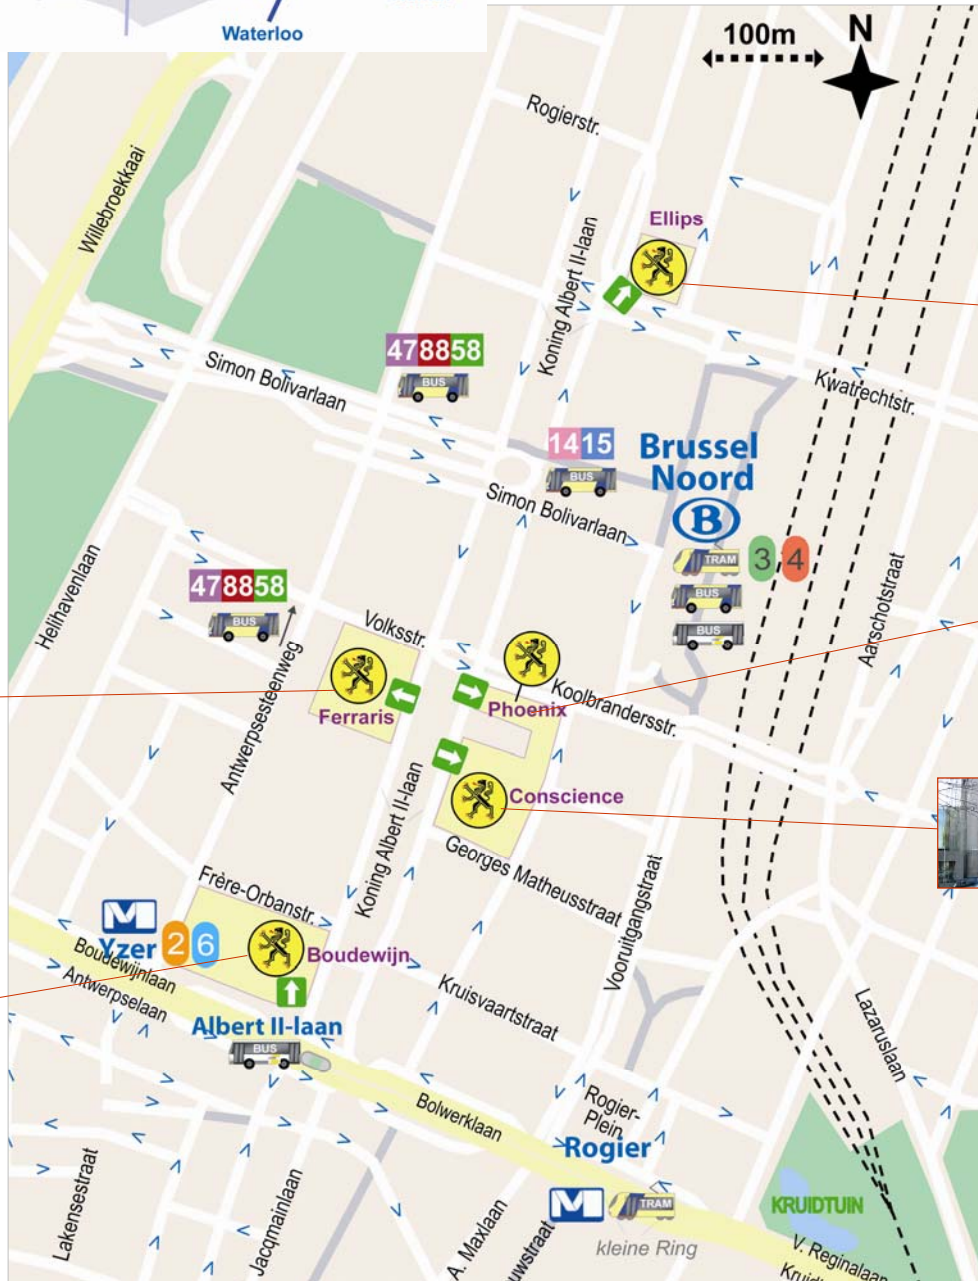 Waterloo
100m
N
Rogierstr.
Willebroekkaai
Ellips
Koning Albert II-laan
47 88 58
BUS
Simon Bolivarlaan
Kwatrechtstr.
14 15
BUS
Brussel
Noord
B
Simon Bolivarlaan
TRAM
3 4
BUS
BUS
Helihavenlaan
Aarschotstraat
47 88 58
BUS
Volksstr.
Antwerpsesteenweg
Ferraris
Phoenix
Koolbrandersstr.
Koning Albert II-laan
Conscience
Georges Matheusstraat
Vooruitgangstraat
Frère-Orbanstr.
M
Yzer
2 6
Boudewijn
Boudewijnlaan
Antwerpselaan
Kruisvaartstraat
Lazaruslaan
Albert II-laan
BUS
Bolwerklaan
Rogier-
Plein
Rogier
M
TRAM
KRUIDTUIN
kleine Ring
Lakensestraat
Jacqmainlaan
A. Maxlaan
uwstraat
V. Reginalaan